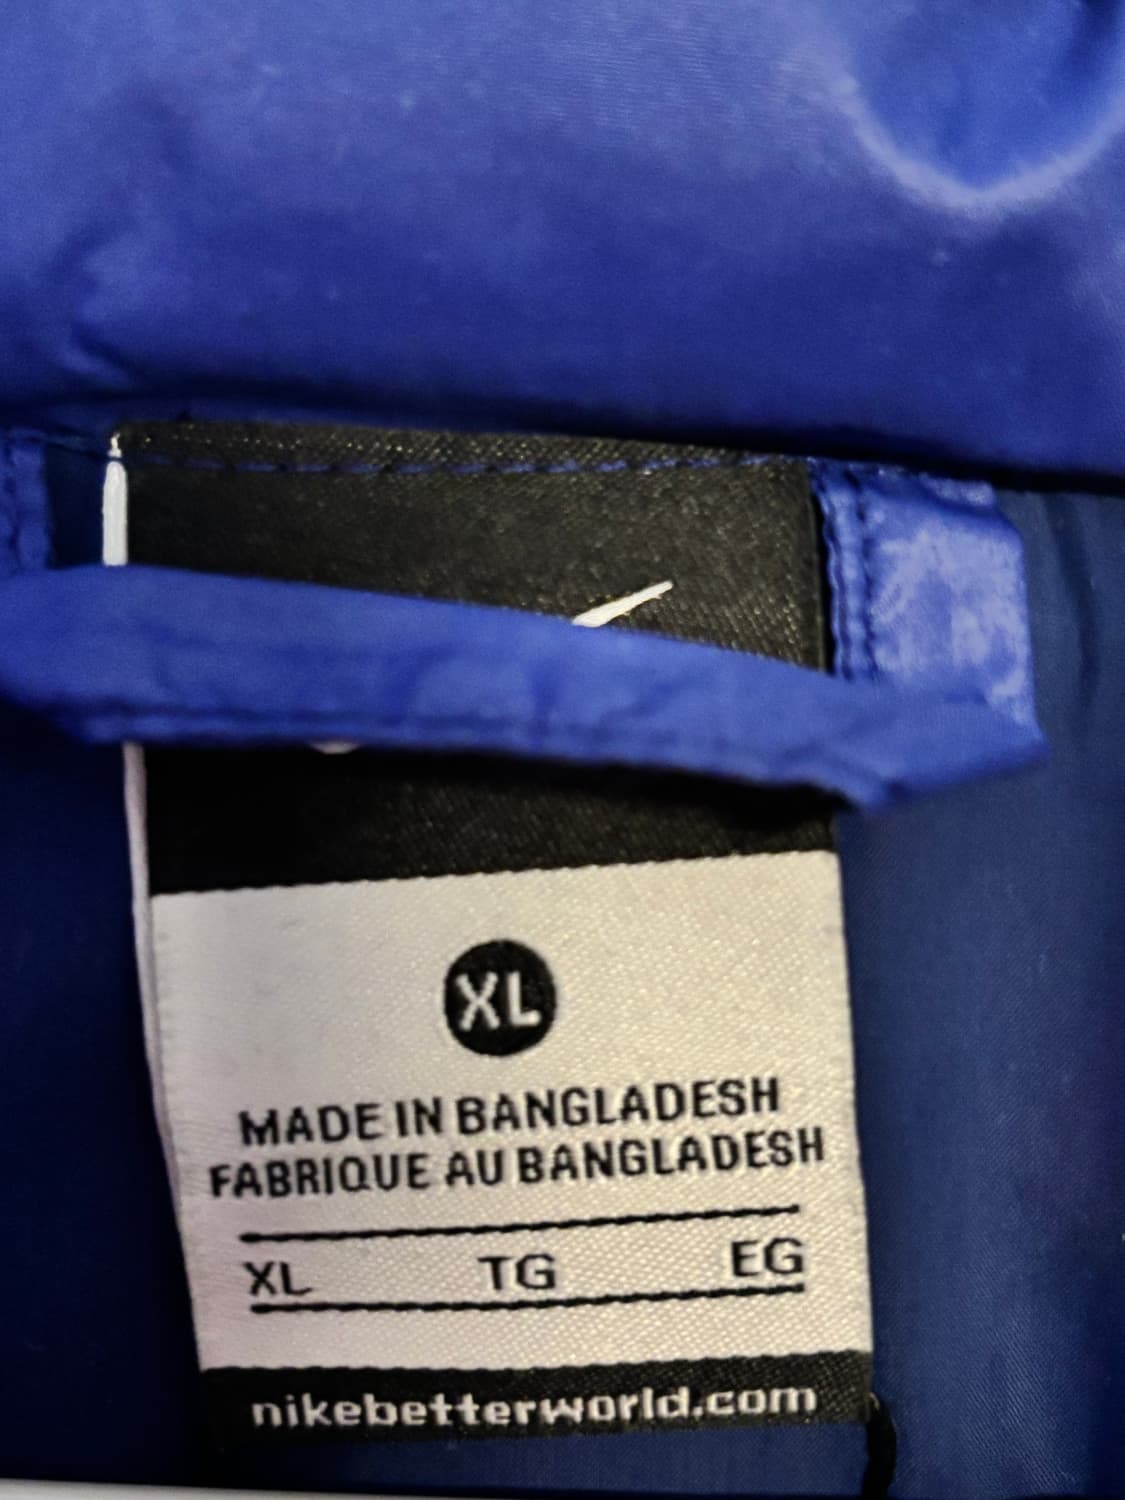 XL
MADE IN BANGLADESH
FABRIQUE AU BANGLADESH
XL TG EG
nikebetterworld.com